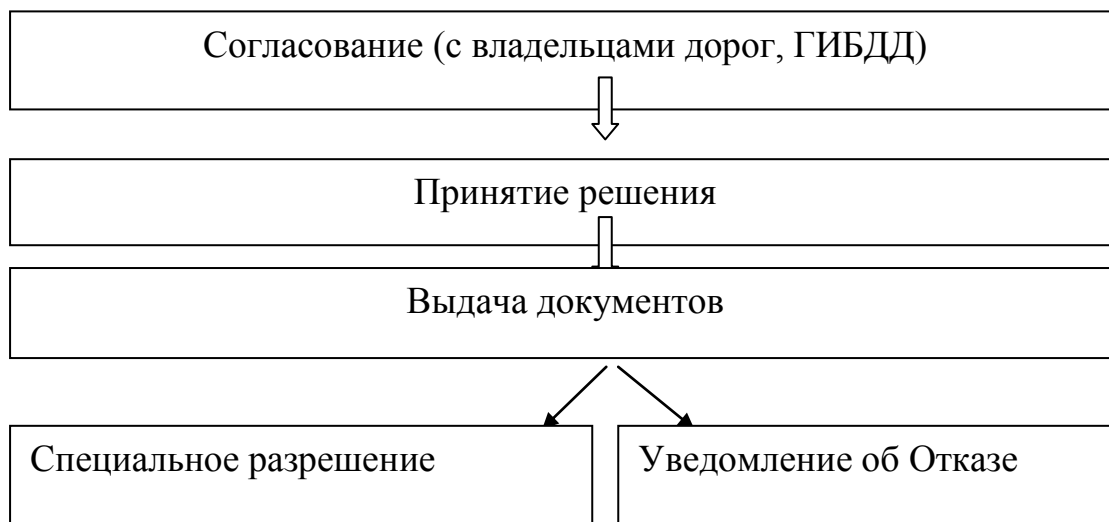 Согласование (с владельцами дорог, ГИБДД)
Принятие решения
Выдача документов
Специальное разрешение
Уведомление об Отказе